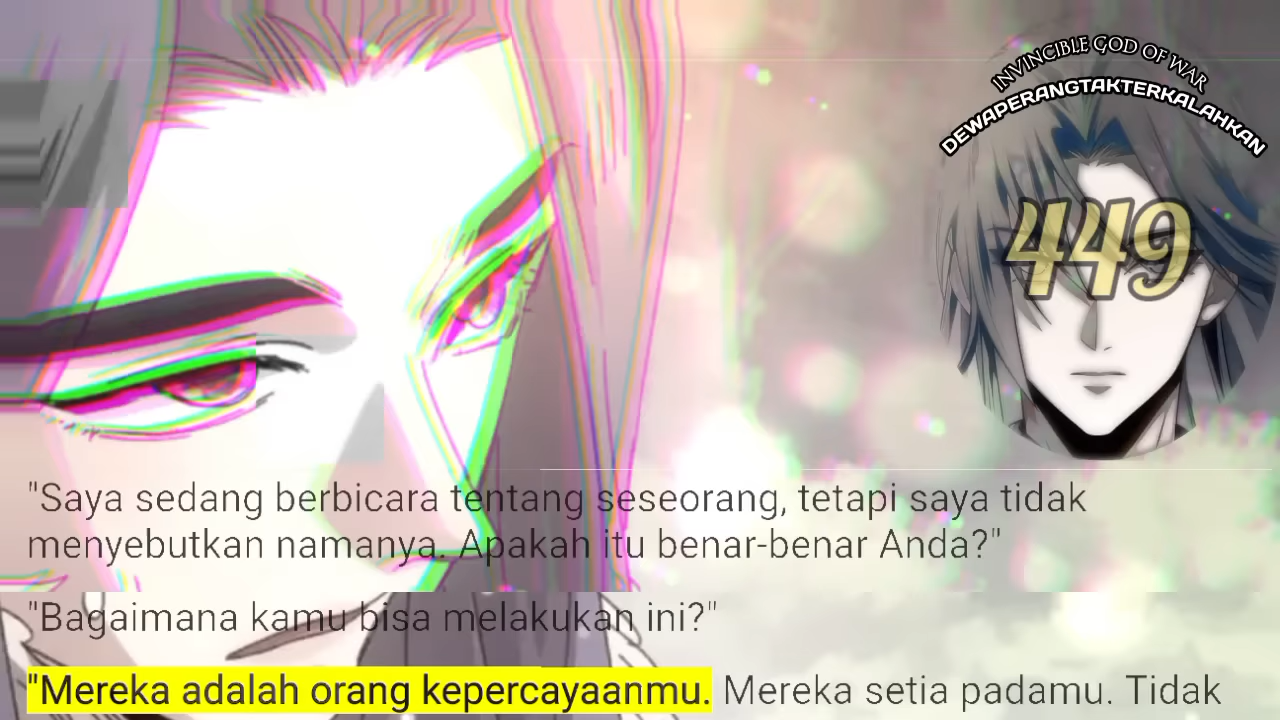 INVINCIBLE GOD OF WAR
DEWAPERANGTAKTERKALAHKAN
449
"Saya sedang berbicara tentang seseorang, tetapi saya tidak
menyebutkan namanya. Apakah itu benar-benar Anda?"
"Bagaimana kamu bisa melakukan ini?"
"Mereka adalah orang kepercayaanmu. Mereka setia padamu. Tidak